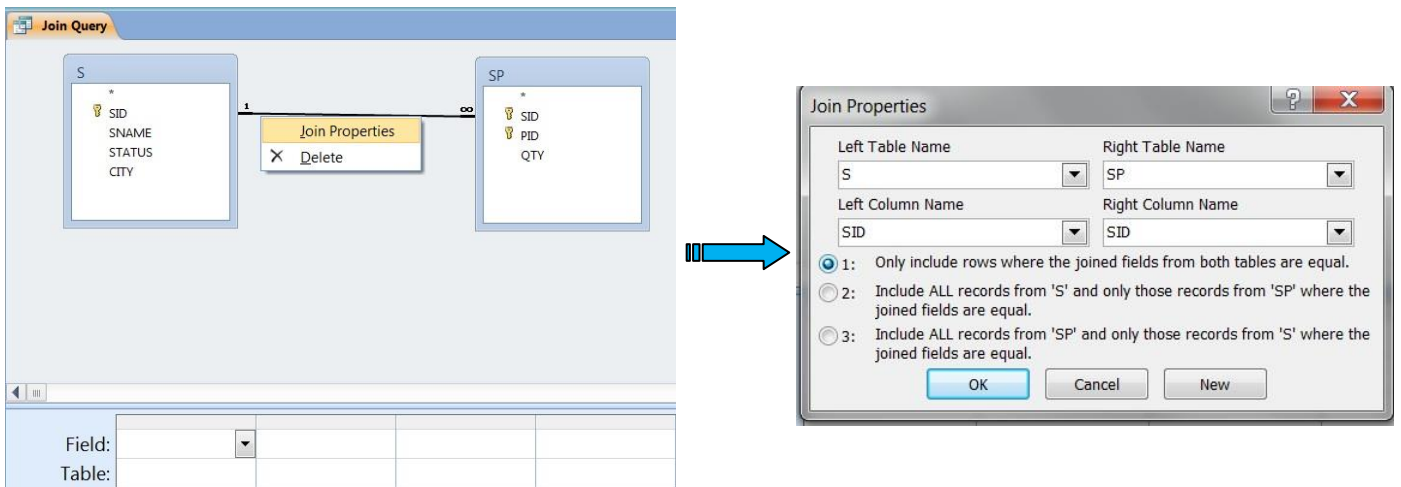 Join Query
S
*
SID
SNAME
STATUS
CITY
1
∞
Join Properties
Delete
SP
*
SID
PID
QTY
Field:
Table:
Join Properties
?
X
Left Table Name
Right Table Name
S
SP
Left Column Name
Right Column Name
SID
SID
1: Only include rows where the joined fields from both tables are equal.
2: Include ALL records from 'S' and only those records from 'SP' where the
joined fields are equal.
3: Include ALL records from 'SP' and only those records from 'S' where the
joined fields are equal.
OK
Cancel
New